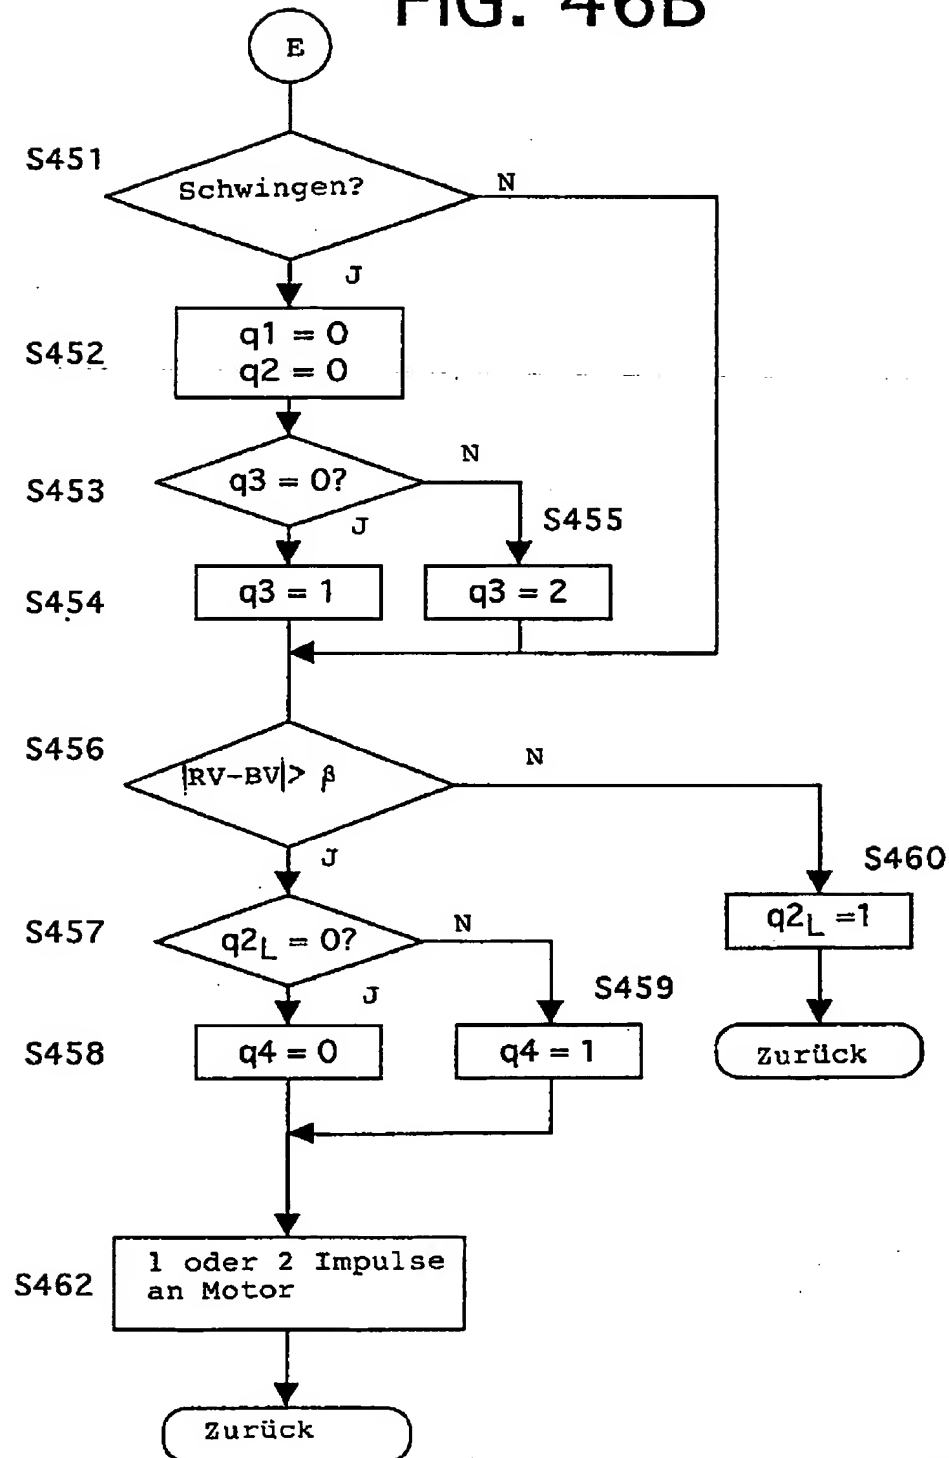 FIG. 46B
E
S451
Schwingen?
N
J
S452
q1 = 0
q2 = 0
S453
q3 = 0?
N
J
S455
S454
q3 = 1
q3 = 2
S456
|RV-BV|> β
N
J
S460
q2L =1
S457
q2L = 0?
N
J
S459
S458
q4 = 0
q4 = 1
Zurück
S462
1 oder 2 Impulse
an Motor
Zurück